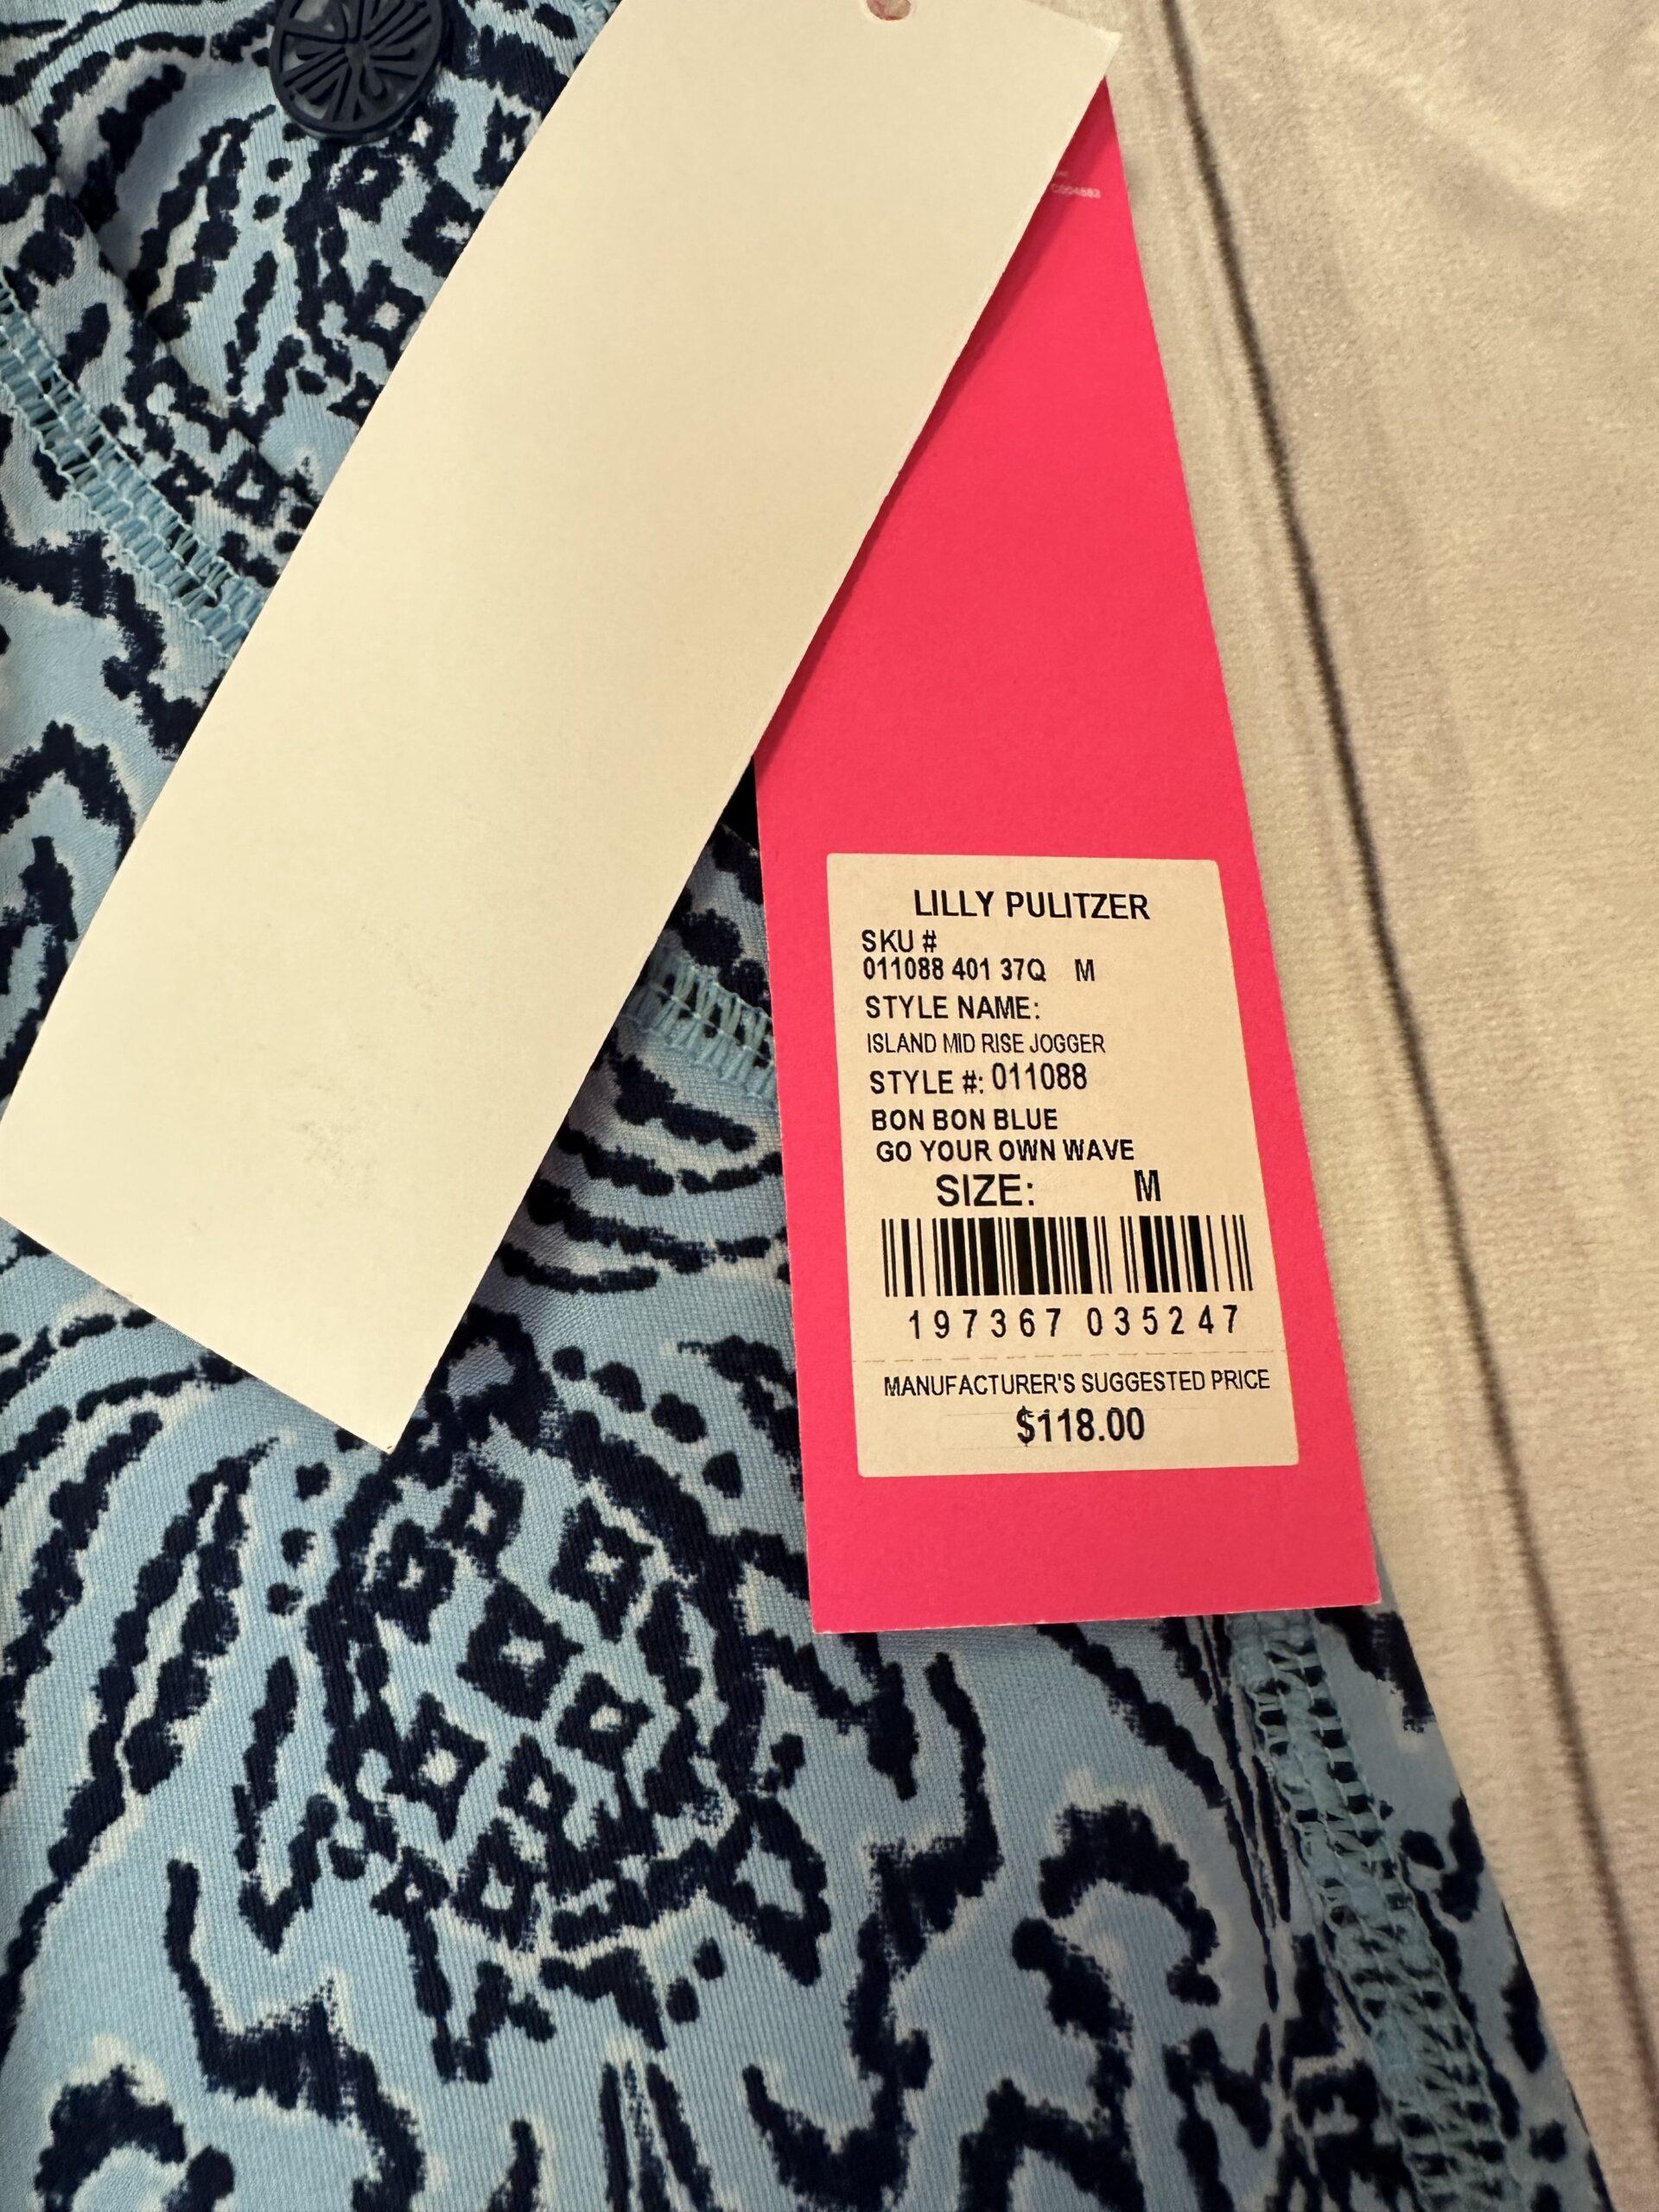 C004883
LILLY PULITZER
SKU #
011088 401 37Q M
STYLE NAME:
ISLAND MID RISE JOGGER
STYLE #: 011088
BON BON BLUE
GO YOUR OWN WAVE
SIZE: M
197367 035247
MANUFACTURER'S SUGGESTED PRICE
$118.00